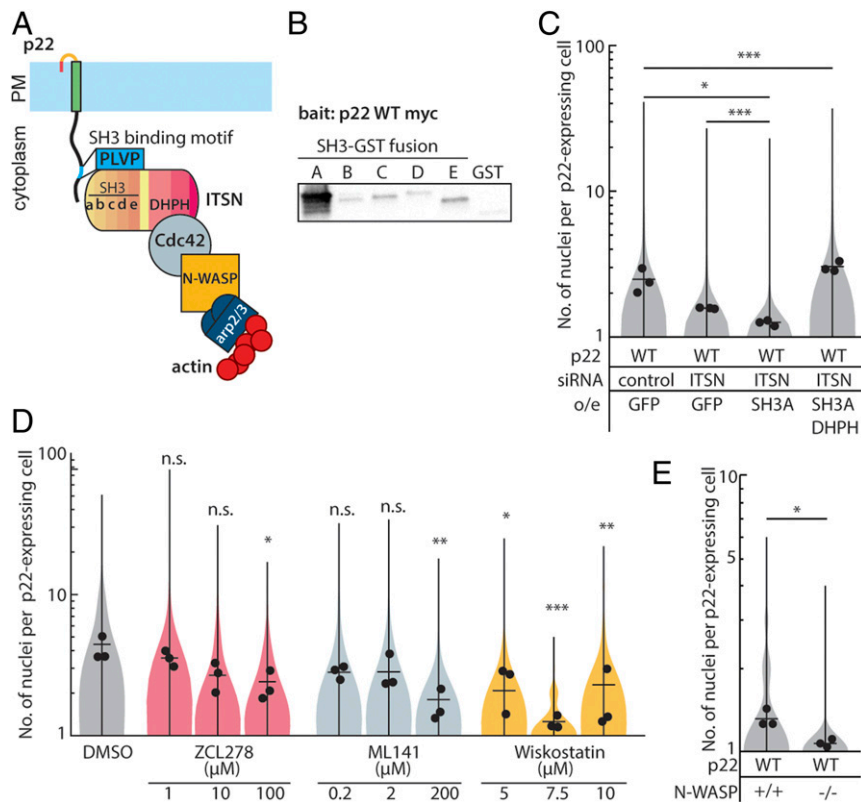 A
p22
PM
cytoplasm
SH3 binding motif
PLVP
SH3
a b c d e
DHPH
ITSN
Cdc42
N-WASP
arp2/3
actin
B
bait: p22 WT myc
SH3-GST fusion
A B C D E GST
C
No. of nuclei per p22-expressing cell
100
10
1
***
*
***
p22 WT WT WT WT
siRNA control ITSN ITSN ITSN
o/e GFP GFP SH3A SH3A
DHPH
D
No. of nuclei per p22-expressing cell
100
10
1
n.s. n.s. * n.s. n.s. ** * *** **
DMSO ZCL278 ML141 Wiskostatin
(μM) (μM) (μM)
1 10 100 0.2 2 200 5 7.5 10
E
No. of nuclei per p22-expressing cell
10
5
2
1
*
p22 WT WT
N-WASP +/+ -/-